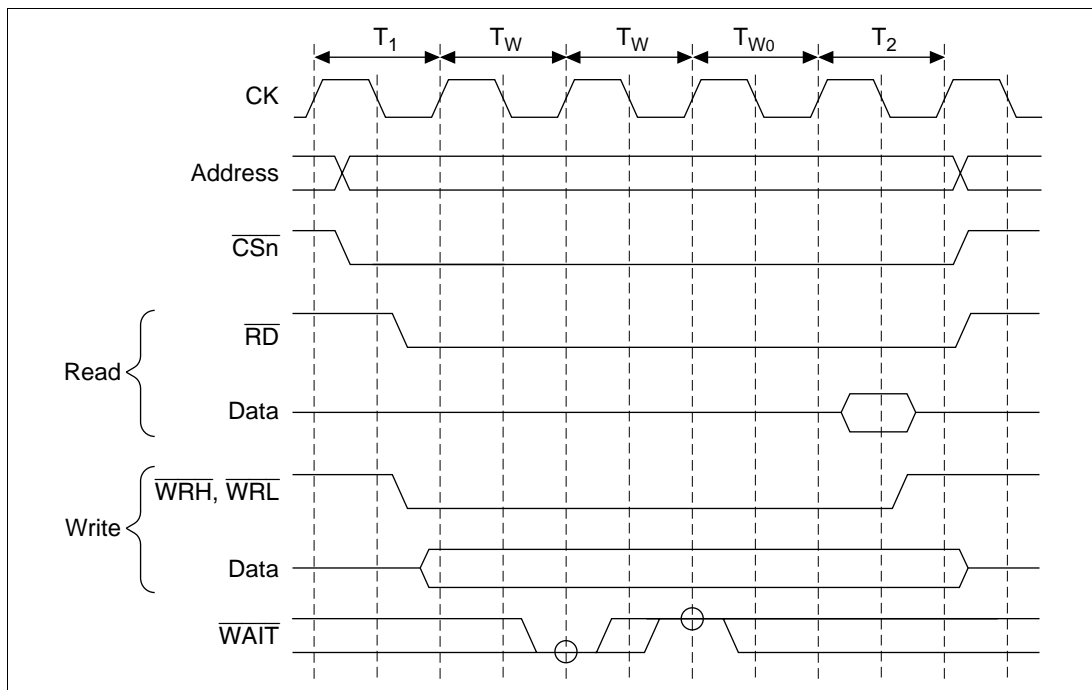 T1 TW TW TW0 T2
CK
Address
CSn
RD
Read
Data
WRH, WRL
Write
Data
WAIT